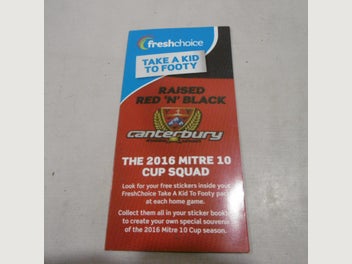 freshchoice
TAKE A KID
TO FOOTY
RAISED
RED 'N' BLACK
canterbury
THE 2016 MITRE 10
CUP SQUAD
Look for your free stickers inside your
FreshChoice Take A Kid To Footy pack
at each home game.
Collect them all in your sticker booklet
to create your own special souvenir
of the 2016 Mitre 10 Cup season.